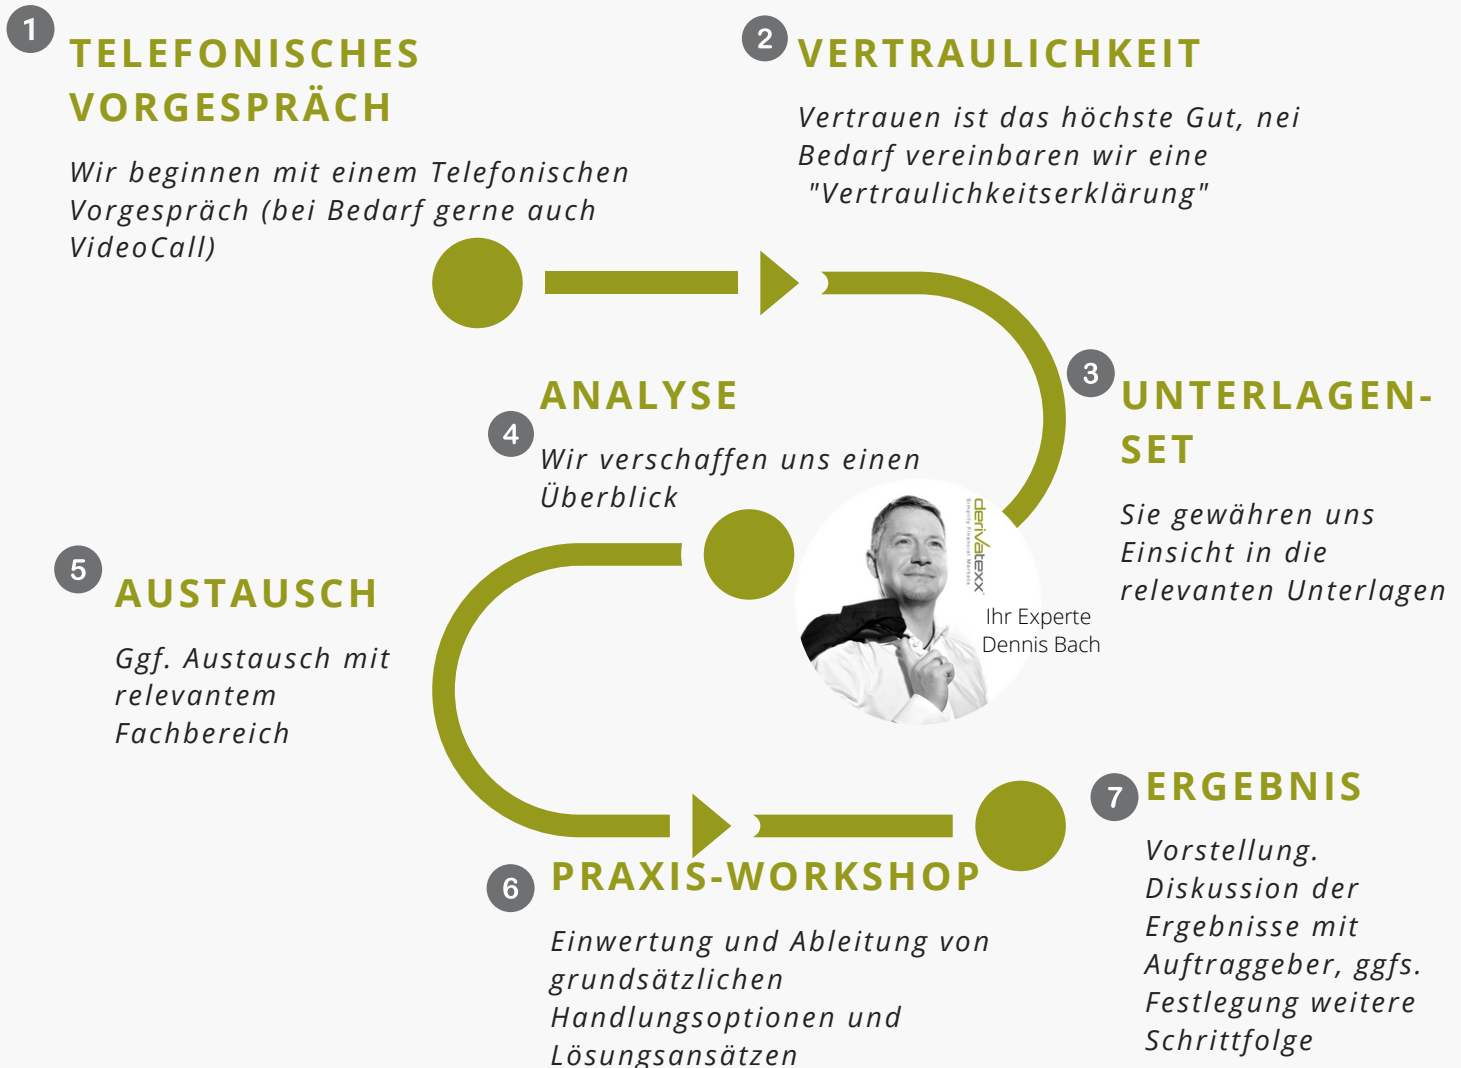 1
TELEFONISCHES
VORGESPRÄCH
Wir beginnen mit einem Telefonischen
Vorgespräch (bei Bedarf gerne auch
VideoCall)
2
VERTRAULICHKEIT
Vertrauen ist das höchste Gut, nei
Bedarf vereinbaren wir eine
"Vertraulichkeitserklärung"
3
UNTERLAGEN-
SET
Sie gewähren uns
Einsicht in die
relevanten Unterlagen
4
ANALYSE
Wir verschaffen uns einen
Überblick
derivatexx
Simplify Financial Markets
Ihr Experte
Dennis Bach
5
AUSTAUSCH
Ggf. Austausch mit
relevantem
Fachbereich
6
PRAXIS-WORKSHOP
Einwertung und Ableitung von
grundsätzlichen
Handlungsoptionen und
Lösungsansätzen
7
ERGEBNIS
Vorstellung.
Diskussion der
Ergebnisse mit
Auftraggeber, ggfs.
Festlegung weitere
Schrittfolge